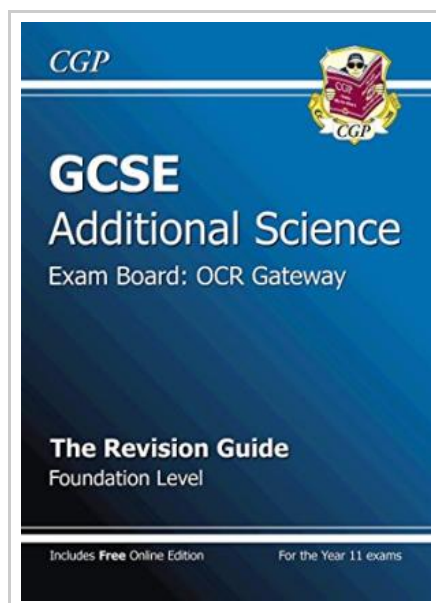 CGP
CGP
GCSE
Additional Science
Exam Board: OCR Gateway
The Revision Guide
Foundation Level
Includes Free Online Edition
For the Year 11 exams